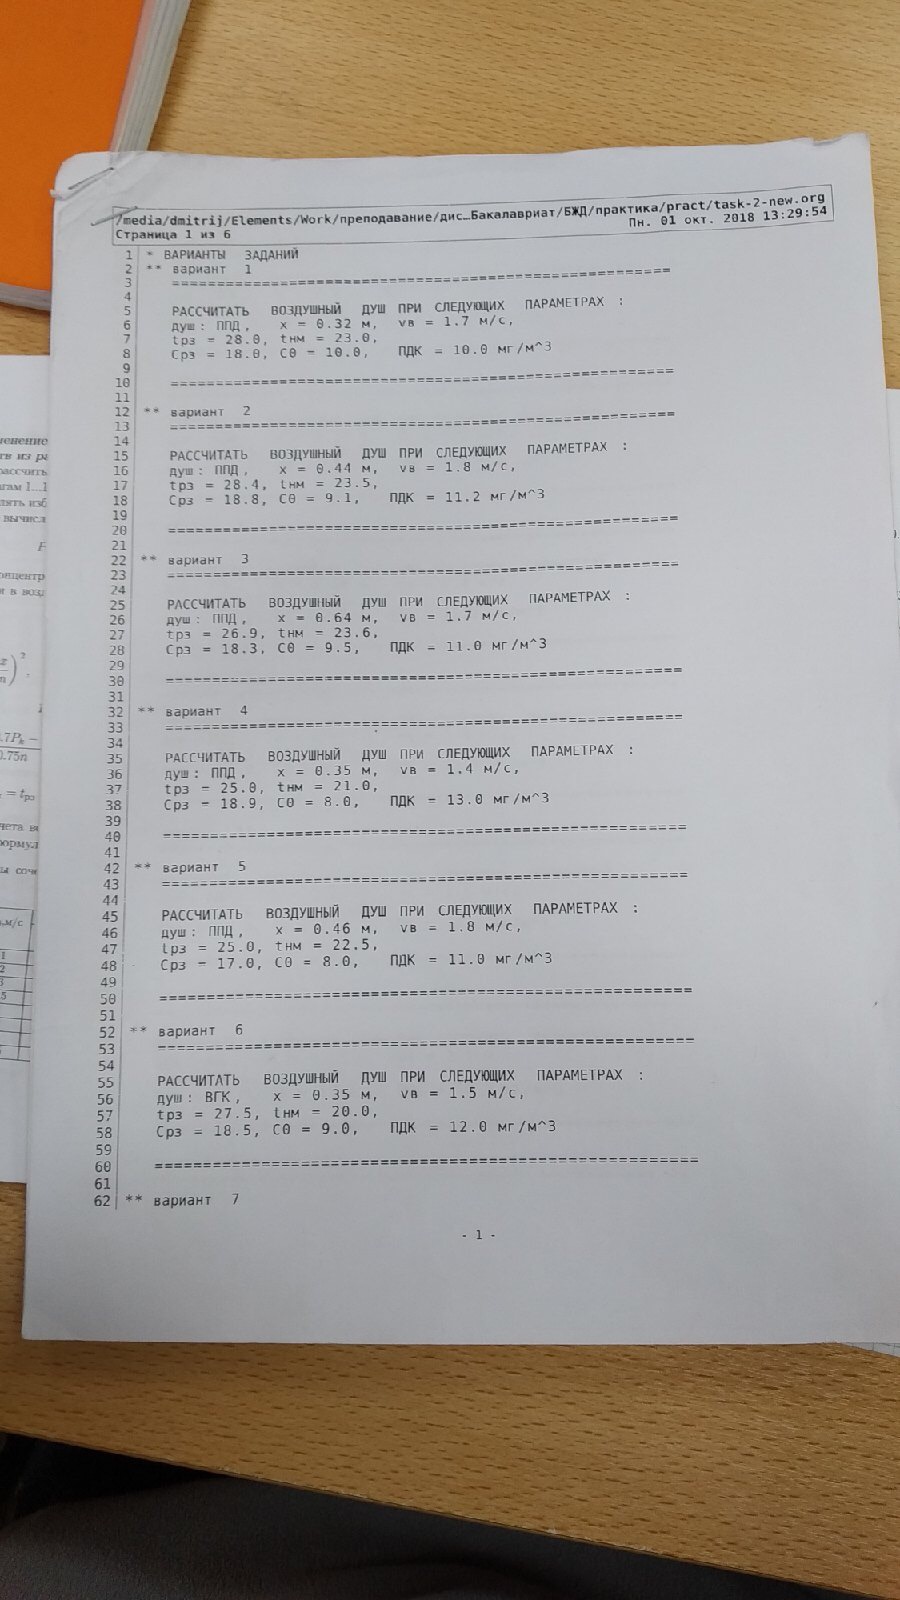 /media/dmitrij/Elements/Work/преподавание/дис…Бакалавриат/БЖД/практика/pract/task-2-new.org
Страница 1 из 6 Пн. 01 окт. 2018 13:29:54
1 * ВАРИАНТЫ ЗАДАНИЙ
2 ** вариант 1
3 =====================================================
4
5 РАССЧИТАТЬ ВОЗДУШНЫЙ ДУШ ПРИ СЛЕДУЮЩИХ ПАРАМЕТРАХ :
6 душ: ППД, x = 0.32 м, vв = 1.7 м/с,
7 tрз = 28.0, tнм = 23.0,
8 Cрз = 18.0, C0 = 10.0, ПДК = 10.0 мг/м^3
9
10 =====================================================
11
12 ** вариант 2
13 =====================================================
14
15 РАССЧИТАТЬ ВОЗДУШНЫЙ ДУШ ПРИ СЛЕДУЮЩИХ ПАРАМЕТРАХ :
16 душ: ППД, x = 0.44 м, vв = 1.8 м/с,
17 tрз = 28.4, tнм = 23.5,
18 Cрз = 18.8, C0 = 9.1, ПДК = 11.2 мг/м^3
19
20 =====================================================
21
22 ** вариант 3
23 =====================================================
24
25 РАССЧИТАТЬ ВОЗДУШНЫЙ ДУШ ПРИ СЛЕДУЮЩИХ ПАРАМЕТРАХ :
26 душ: ППД, x = 0.64 м, vв = 1.7 м/с,
27 tрз = 26.9, tнм = 23.6,
28 Cрз = 18.3, C0 = 9.5, ПДК = 11.0 мг/м^3
29
30 =====================================================
31
32 ** вариант 4
33 =====================================================
34
35 РАССЧИТАТЬ ВОЗДУШНЫЙ ДУШ ПРИ СЛЕДУЮЩИХ ПАРАМЕТРАХ :
36 душ: ППД, x = 0.35 м, vв = 1.4 м/с,
37 tрз = 25.0, tнм = 21.0,
38 Cрз = 18.9, C0 = 8.0, ПДК = 13.0 мг/м^3
39
40 =====================================================
41
42 ** вариант 5
43 =====================================================
44
45 РАССЧИТАТЬ ВОЗДУШНЫЙ ДУШ ПРИ СЛЕДУЮЩИХ ПАРАМЕТРАХ :
46 душ: ППД, x = 0.46 м, vв = 1.8 м/с,
47 tрз = 25.0, tнм = 22.5,
48 Cрз = 17.0, C0 = 8.0, ПДК = 11.0 мг/м^3
49
50 =====================================================
51
52 ** вариант 6
53 =====================================================
54
55 РАССЧИТАТЬ ВОЗДУШНЫЙ ДУШ ПРИ СЛЕДУЮЩИХ ПАРАМЕТРАХ :
56 душ: ВГК, x = 0.35 м, vв = 1.5 м/с,
57 tрз = 27.5, tнм = 20.0,
58 Cрз = 18.5, C0 = 9.0, ПДК = 12.0 мг/м^3
59
60 =====================================================
61
62 ** вариант 7
- 1 -